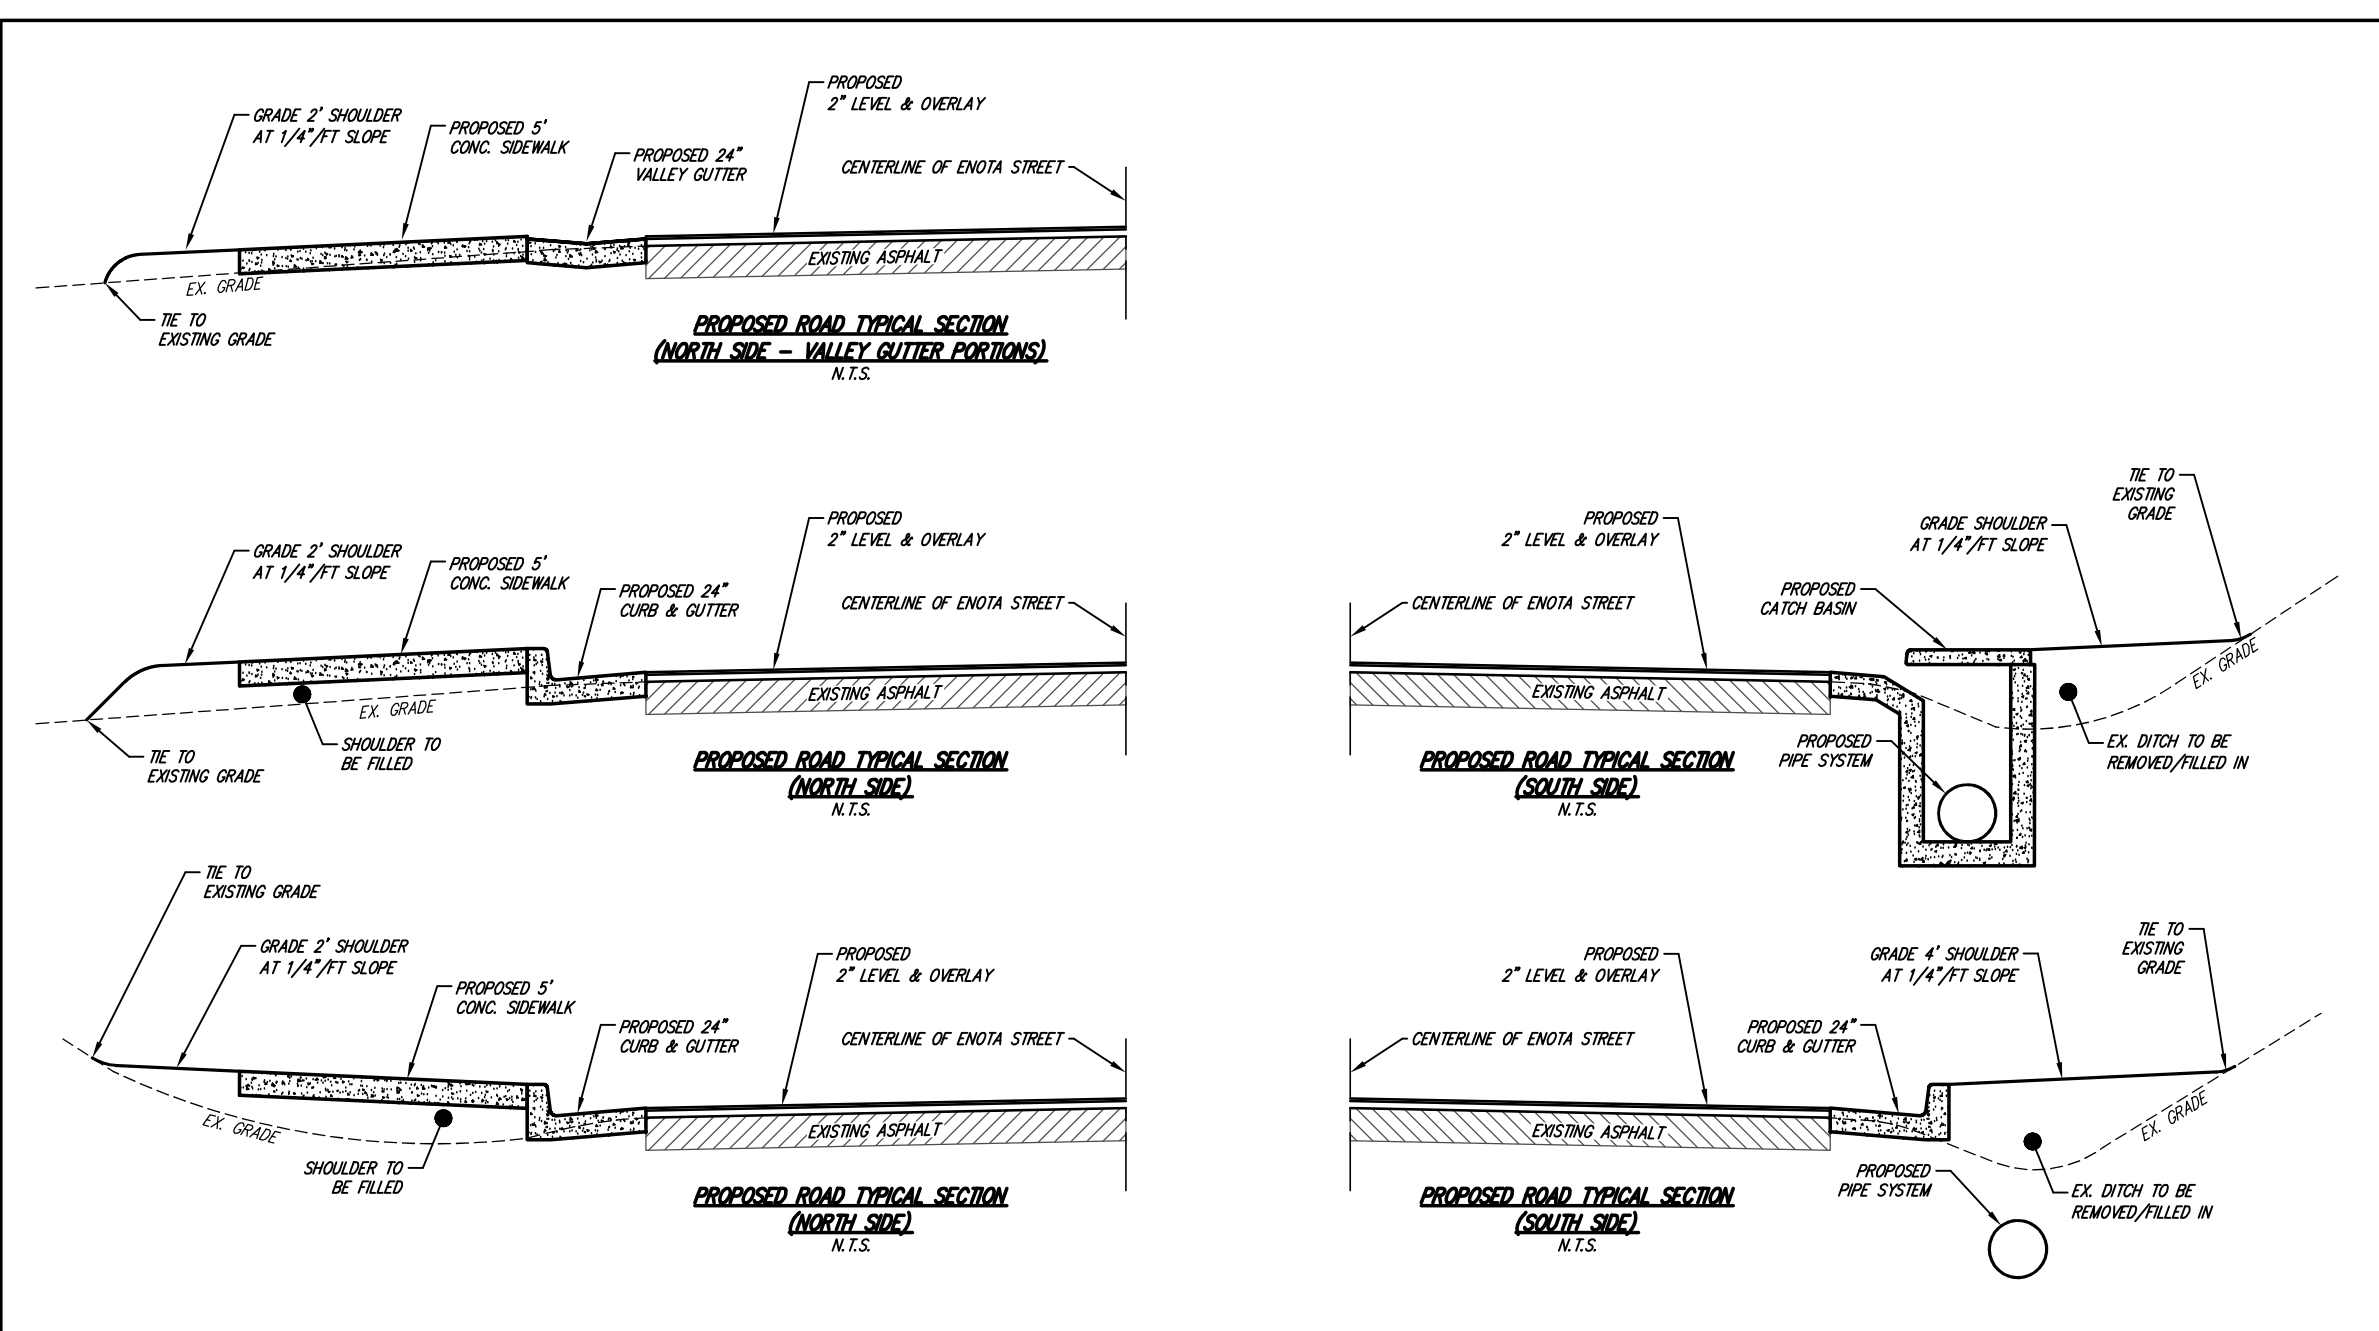 PROPOSED
2" LEVEL & OVERLAY
GRADE 2' SHOULDER
AT 1/4"/FT SLOPE
PROPOSED 5'
CONC. SIDEWALK
PROPOSED 24"
VALLEY GUTTER
CENTERLINE OF ENOTA STREET
EXISTING ASPHALT
EX. GRADE
TIE TO
EXISTING GRADE
PROPOSED ROAD TYPICAL SECTION
(NORTH SIDE - VALLEY GUTTER PORTIONS)
N.T.S.
PROPOSED
2" LEVEL & OVERLAY
GRADE 2' SHOULDER
AT 1/4"/FT SLOPE
PROPOSED 5'
CONC. SIDEWALK
PROPOSED 24"
CURB & GUTTER
CENTERLINE OF ENOTA STREET
EXISTING ASPHALT
EX. GRADE
SHOULDER TO
BE FILLED
TIE TO
EXISTING GRADE
PROPOSED ROAD TYPICAL SECTION
(NORTH SIDE)
N.T.S.
TIE TO
EXISTING
GRADE
PROPOSED
2" LEVEL & OVERLAY
GRADE SHOULDER
AT 1/4"/FT SLOPE
PROPOSED
CATCH BASIN
CENTERLINE OF ENOTA STREET
EX. GRADE
EXISTING ASPHALT
PROPOSED
PIPE SYSTEM
EX. DITCH TO BE
REMOVED/FILLED IN
PROPOSED ROAD TYPICAL SECTION
(SOUTH SIDE)
N.T.S.
TIE TO
EXISTING GRADE
GRADE 2' SHOULDER
AT 1/4"/FT SLOPE
PROPOSED
2" LEVEL & OVERLAY
PROPOSED 5'
CONC. SIDEWALK
PROPOSED 24"
CURB & GUTTER
CENTERLINE OF ENOTA STREET
EX. GRADE
EXISTING ASPHALT
SHOULDER TO
BE FILLED
PROPOSED ROAD TYPICAL SECTION
(NORTH SIDE)
N.T.S.
TIE TO
EXISTING
GRADE
PROPOSED
2" LEVEL & OVERLAY
GRADE 4' SHOULDER
AT 1/4"/FT SLOPE
PROPOSED 24"
CURB & GUTTER
CENTERLINE OF ENOTA STREET
EX. GRADE
EXISTING ASPHALT
PROPOSED
PIPE SYSTEM
EX. DITCH TO BE
REMOVED/FILLED IN
PROPOSED ROAD TYPICAL SECTION
(SOUTH SIDE)
N.T.S.